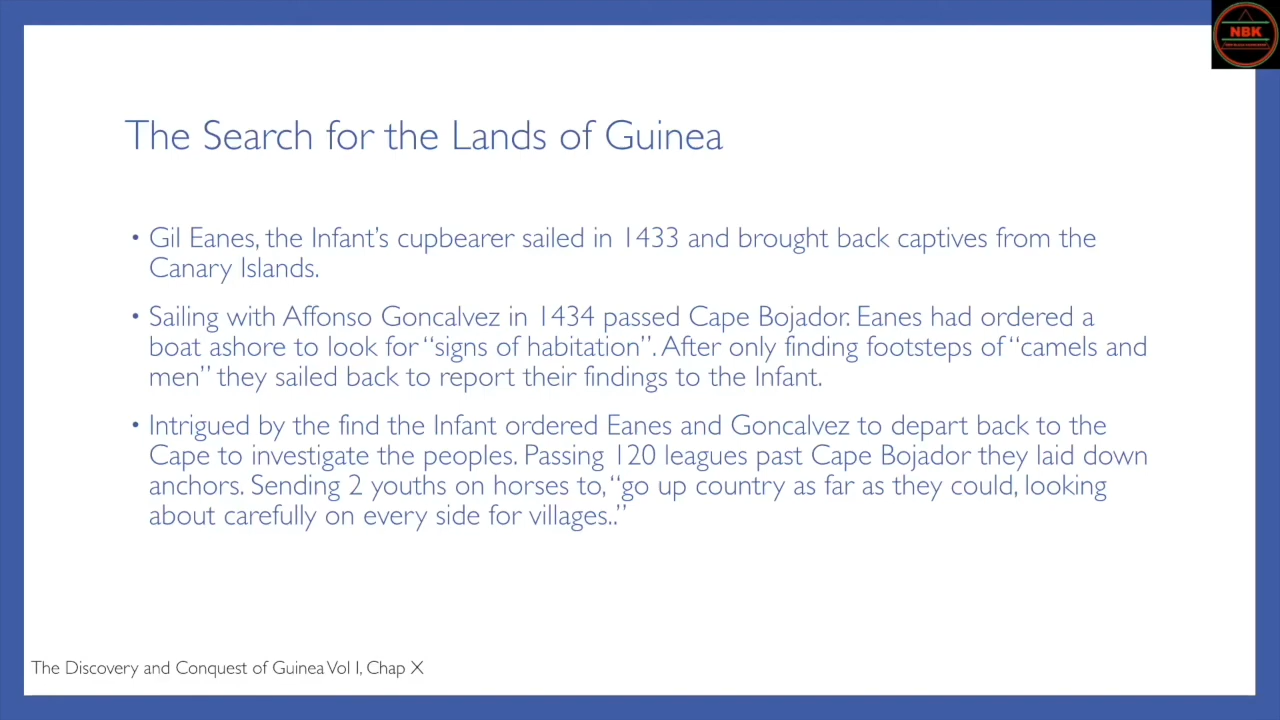 NBK
The Search for the Lands of Guinea
• Gil Eanes, the Infant's cupbearer sailed in 1433 and brought back captives from the
Canary Islands.
• Sailing with Affonso Goncalvez in 1434 passed Cape Bojador. Eanes had ordered a
boat ashore to look for “signs of habitation”. After only finding footsteps of “camels and
men” they sailed back to report their findings to the Infant.
• Intrigued by the find the Infant ordered Eanes and Goncalvez to depart back to the
Cape to investigate the peoples. Passing 120 leagues past Cape Bojador they laid down
anchors. Sending 2 youths on horses to, “go up country as far as they could, looking
about carefully on every side for villages..”
The Discovery and Conquest of Guinea Vol I, Chap X